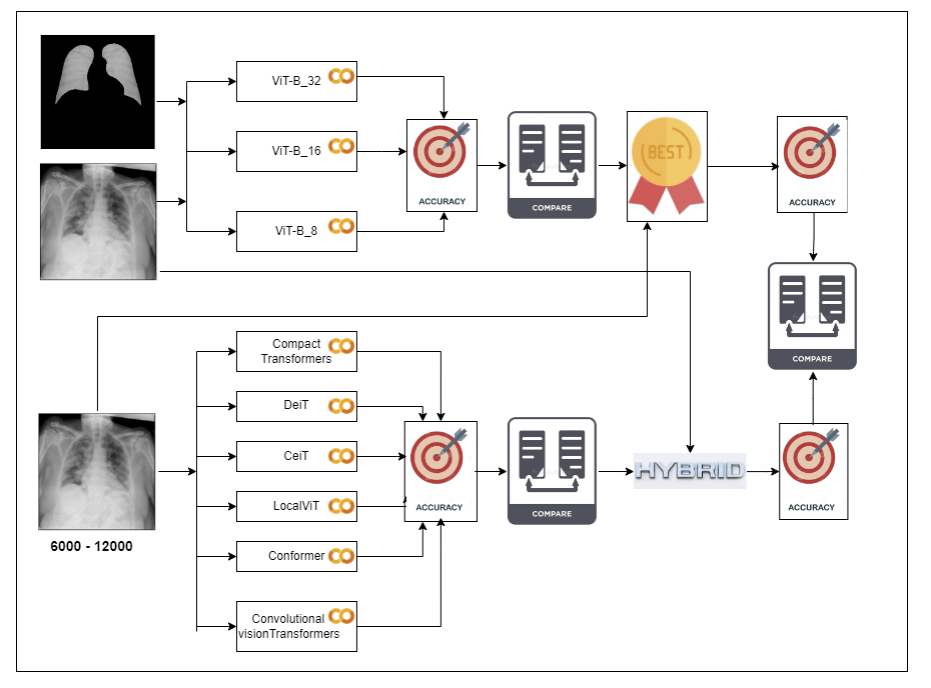 ViT-B_32
ViT-B_16
ViT-B_8
ACCURACY
COMPARE
BEST
ACCURACY
COMPARE
Compact
Transformers
DeiT
CeiT
LocalViT
Conformer
Convolutional
visionTransformers
6000 - 12000
ACCURACY
COMPARE
HYBRID
ACCURACY